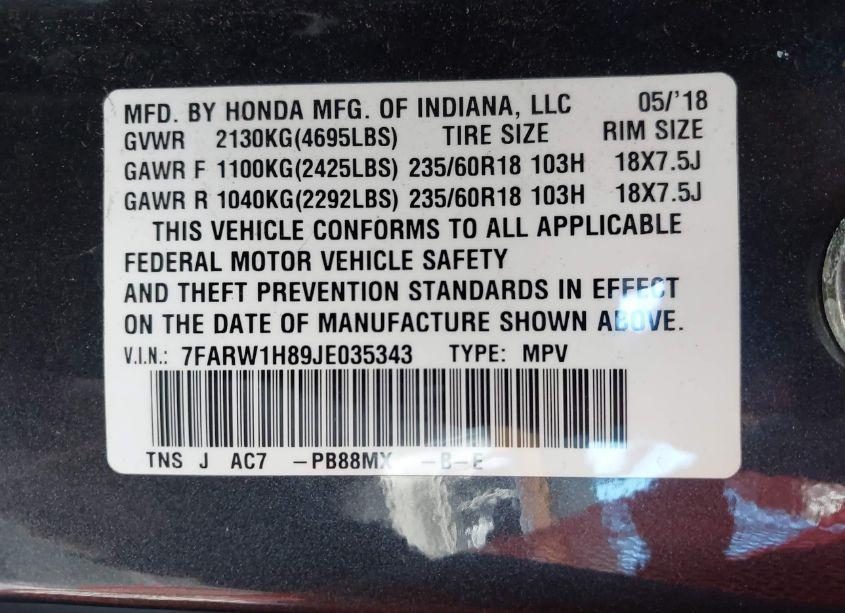 MFD. BY HONDA MFG. OF INDIANA, LLC 05/'18
GVWR 2130KG(4695LBS) TIRE SIZE RIM SIZE
GAWR F 1100KG(2425LBS) 235/60R18 103H 18X7.5J
GAWR R 1040KG(2292LBS) 235/60R18 103H 18X7.5J
THIS VEHICLE CONFORMS TO ALL APPLICABLE
FEDERAL MOTOR VEHICLE SAFETY
AND THEFT PREVENTION STANDARDS IN EFFECT
ON THE DATE OF MANUFACTURE SHOWN ABOVE.
V.I.N.: 7FARW1H89JE035343 TYPE: MPV
TNS J AC7 -PB88MX -B-E